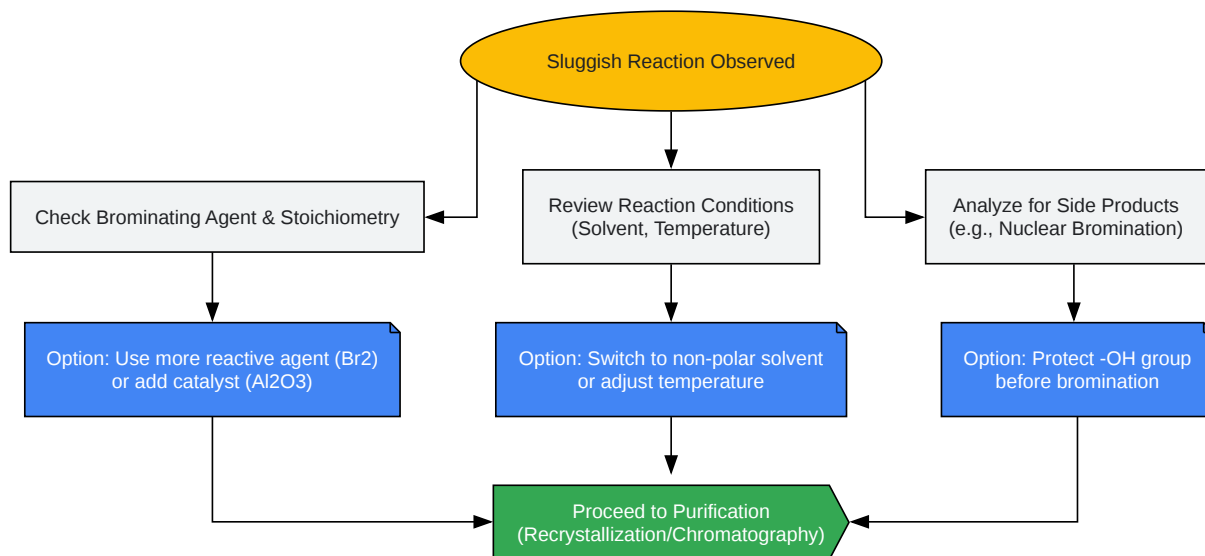 Sluggish Reaction Observed
Check Brominating Agent & Stoichiometry
Review Reaction Conditions
(Solvent, Temperature)
Analyze for Side Products
(e.g., Nuclear Bromination)
Option: Use more reactive agent (Br2)
or add catalyst (Al2O3)
Option: Switch to non-polar solvent
or adjust temperature
Option: Protect -OH group
before bromination
Proceed to Purification
(Recrystallization/Chromatography)